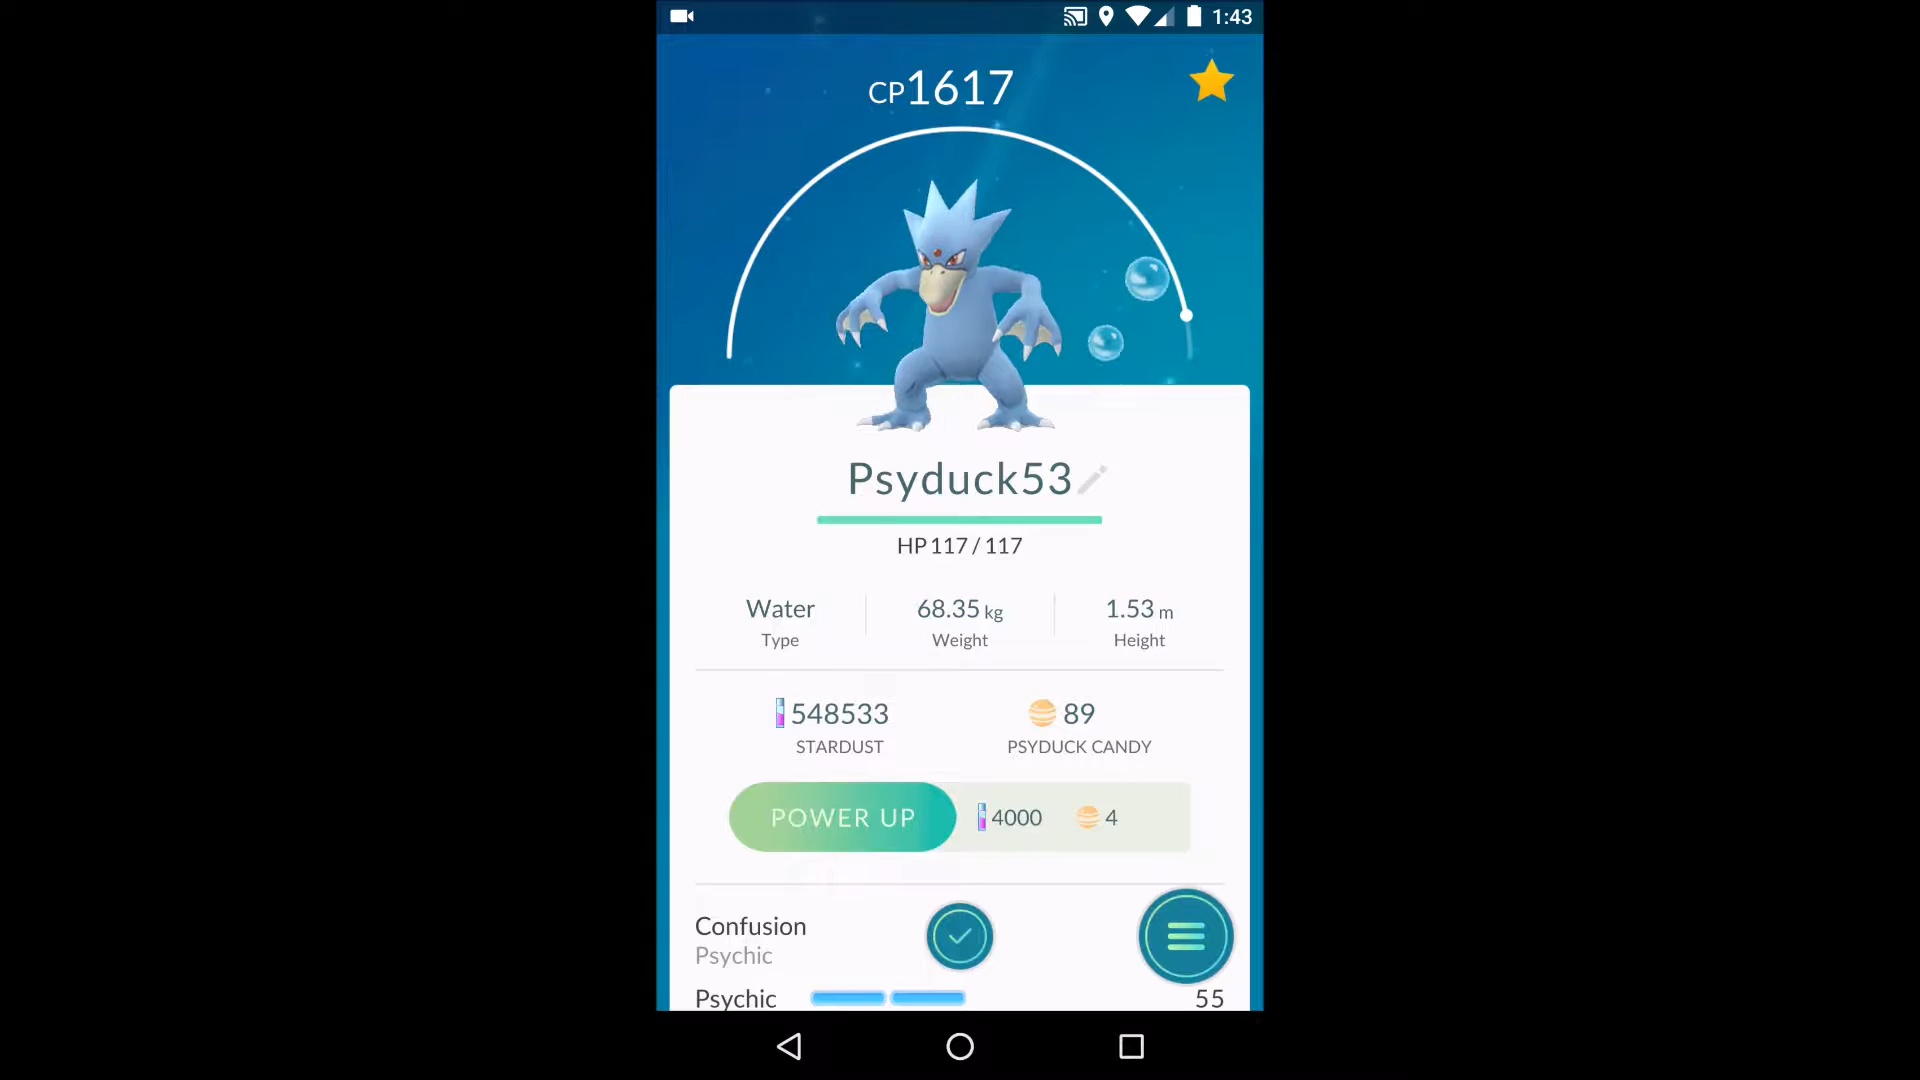 1:43
CP1617
Psyduck53
HP 117 / 117
Water 68.35 kg 1.53 m
Type Weight Height
548533 89
STARDUST PSYDUCK CANDY
POWER UP 4000 4
Confusion
Psychic
Psychic 55